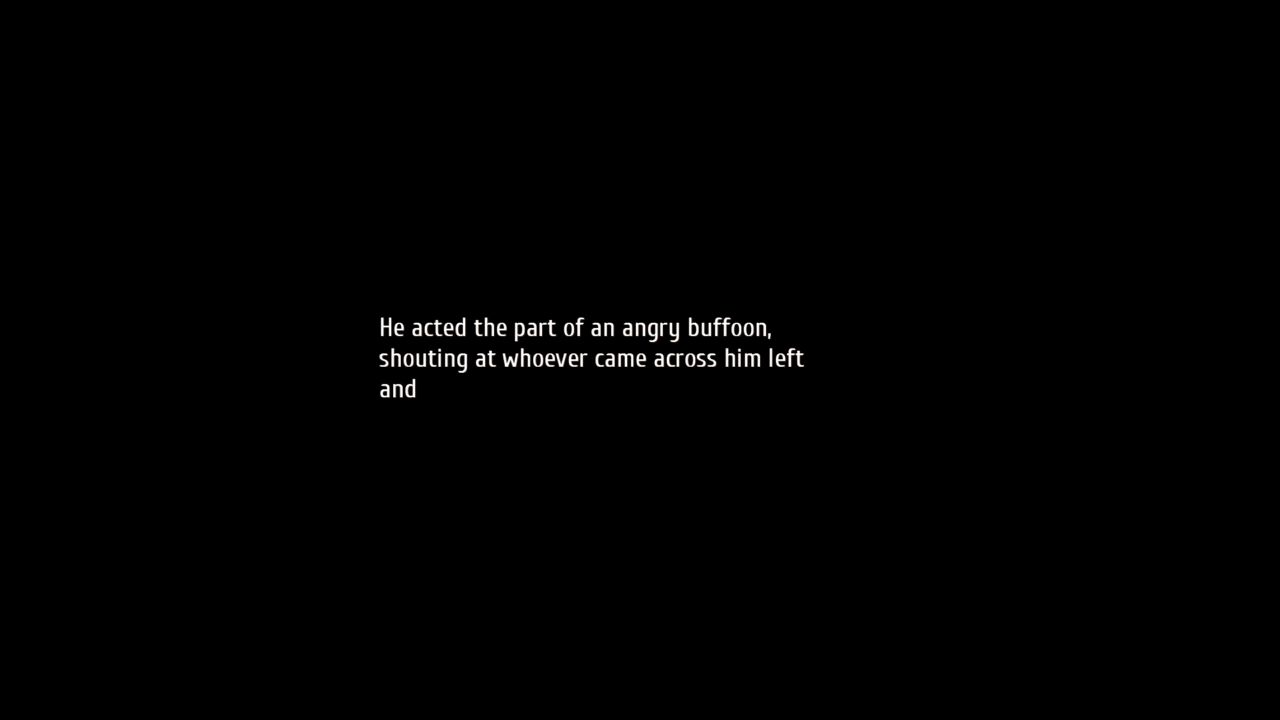 He acted the part of an angry buffoon,
shouting at whoever came across him left
and